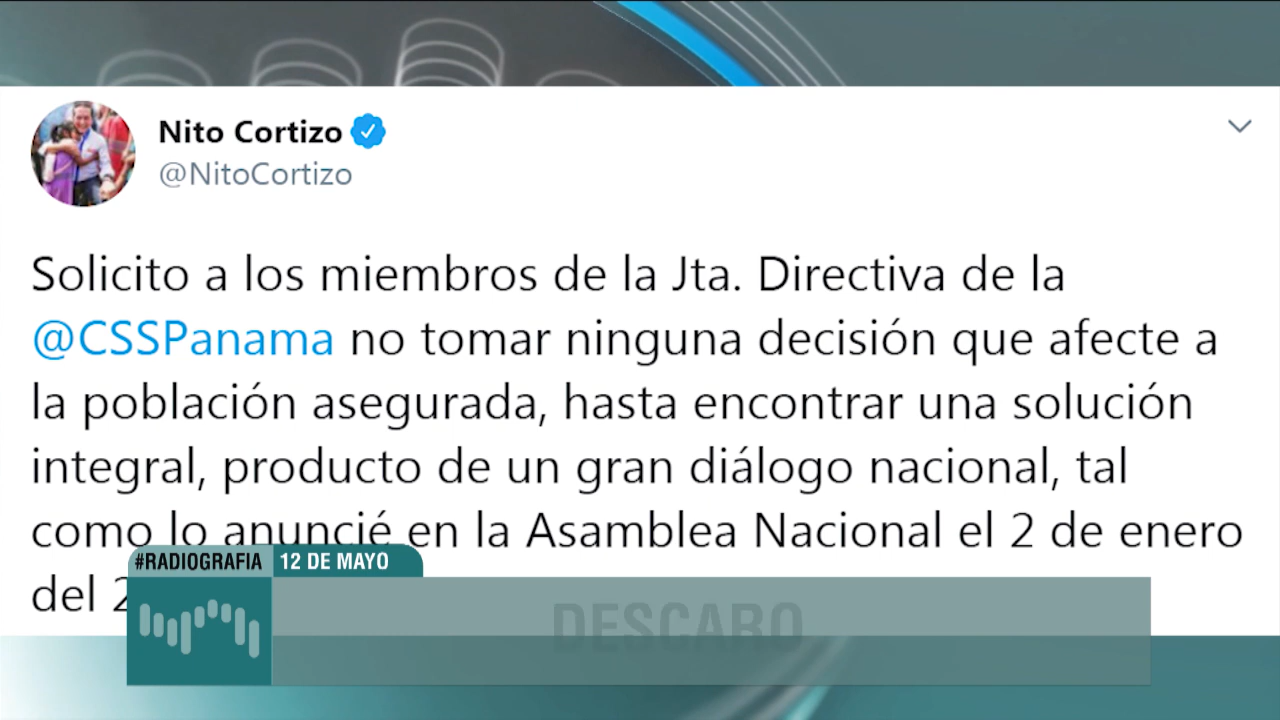 Nito Cortizo
@NitoCortizo
Solicito a los miembros de la Jta. Directiva de la
@CSSPanama no tomar ninguna decisión que afecte a
la población asegurada, hasta encontrar una solución
integral, producto de un gran diálogo nacional, tal
como lo anuncié en la Asamblea Nacional el 2 de enero
del
#RADIOGRAFIA 12 DE MAYO
DESCARO